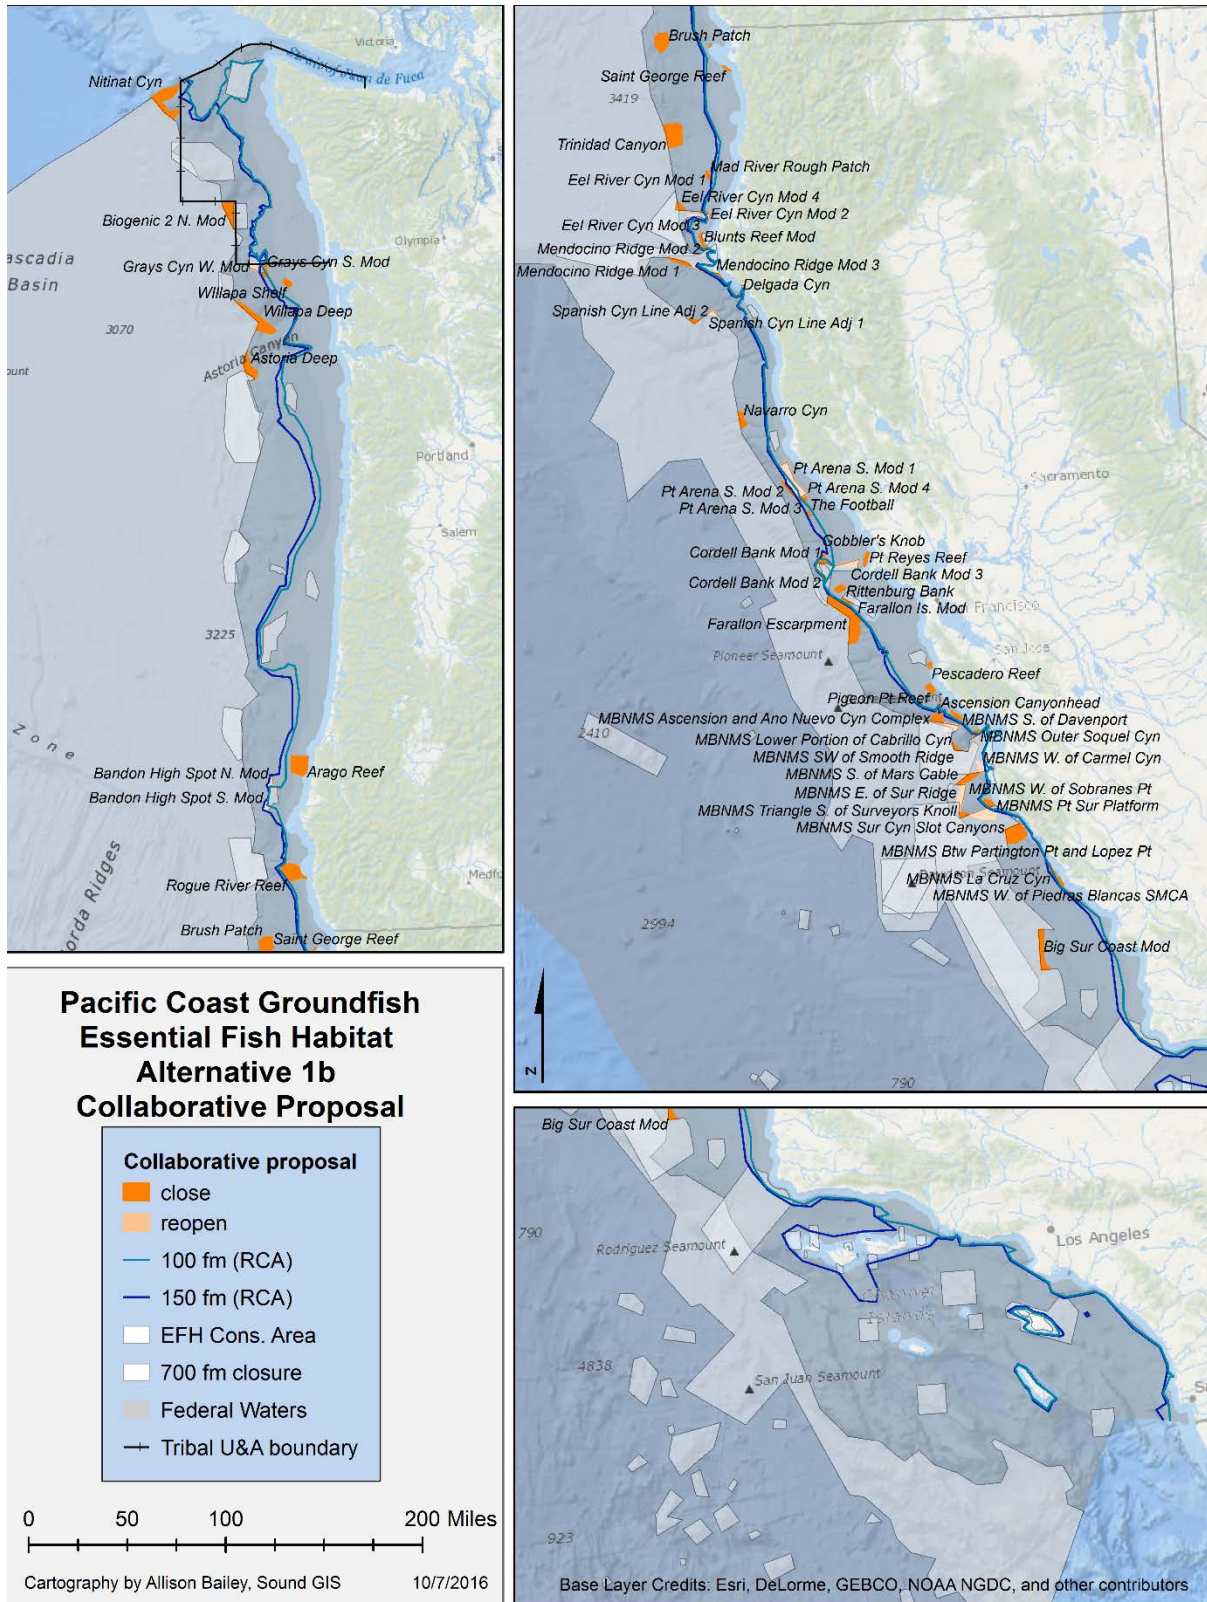 Victoria
Strait of Juan de Fuca
Nitinat Cyn
Biogenic 2 N. Mod
Olympia
Grays Cyn W. Mod
Grays Cyn S. Mod
ascadia
Basin
Willapa Shelf
Willapa Deep
3070
Astoria Canyon
Astoria Deep
ount
Portland
Salem
3225
Zone
Bandon High Spot N. Mod
Arago Reef
Bandon High Spot S. Mod
Rogue River Reef
Medfor
orda Ridges
Brush Patch
Saint George Reef
Brush Patch
Saint George Reef
3419
Trinidad Canyon
Mad River Rough Patch
Eel River Cyn Mod 1
Eel River Cyn Mod 4
Eel River Cyn Mod 2
Eel River Cyn Mod 3
Blunts Reef Mod
Mendocino Ridge Mod 2
Mendocino Ridge Mod 1
Mendocino Ridge Mod 3
Delgada Cyn
Spanish Cyn Line Adj 2
Spanish Cyn Line Adj 1
Navarro Cyn
Pt Arena S. Mod 1
Sacramento
Pt Arena S. Mod 2
Pt Arena S. Mod 4
Pt Arena S. Mod 3
The Football
Gobbler's Knob
Cordell Bank Mod 1
Pt Reyes Reef
Cordell Bank Mod 3
Cordell Bank Mod 2
Rittenburg Bank
Farallon Is. Mod
Francisco
Farallon Escarpment
San Jose
Pioneer Seamount
Pescadero Reef
Pigeon Pt Reef
Ascension Canyonhead
MBNMS Ascension and Ano Nuevo Cyn Complex
MBNMS S. of Davenport
2410
MBNMS Lower Portion of Cabrillo Cyn
MBNMS Outer Soquel Cyn
MBNMS SW of Smooth Ridge
MBNMS W. of Carmel Cyn
MBNMS S. of Mars Cable
MBNMS E. of Sur Ridge
MBNMS W. of Sobranes Pt
MBNMS Triangle S. of Surveyors Knoll
MBNMS Pt Sur Platform
MBNMS Sur Cyn Slot Canyons
MBNMS Btw Partington Pt and Lopez Pt
Seamount
MBNMS La Cruz Cyn
MBNMS W. of Piedras Blancas SMCA
2994
Big Sur Coast Mod
N
790
Pacific Coast Groundfish
Essential Fish Habitat
Alternative 1b
Collaborative Proposal
Collaborative proposal
close
reopen
100 fm (RCA)
150 fm (RCA)
EFH Cons. Area
700 fm closure
Federal Waters
Tribal U&A boundary
0 50 100 200 Miles
Cartography by Allison Bailey, Sound GIS 10/7/2016
Big Sur Coast Mod
790
Rodriguez Seamount
Los Angeles
Channel
Islands
4838
San Juan Seamount
923
Base Layer Credits: Esri, DeLorme, GEBCO, NOAA NGDC, and other contributors